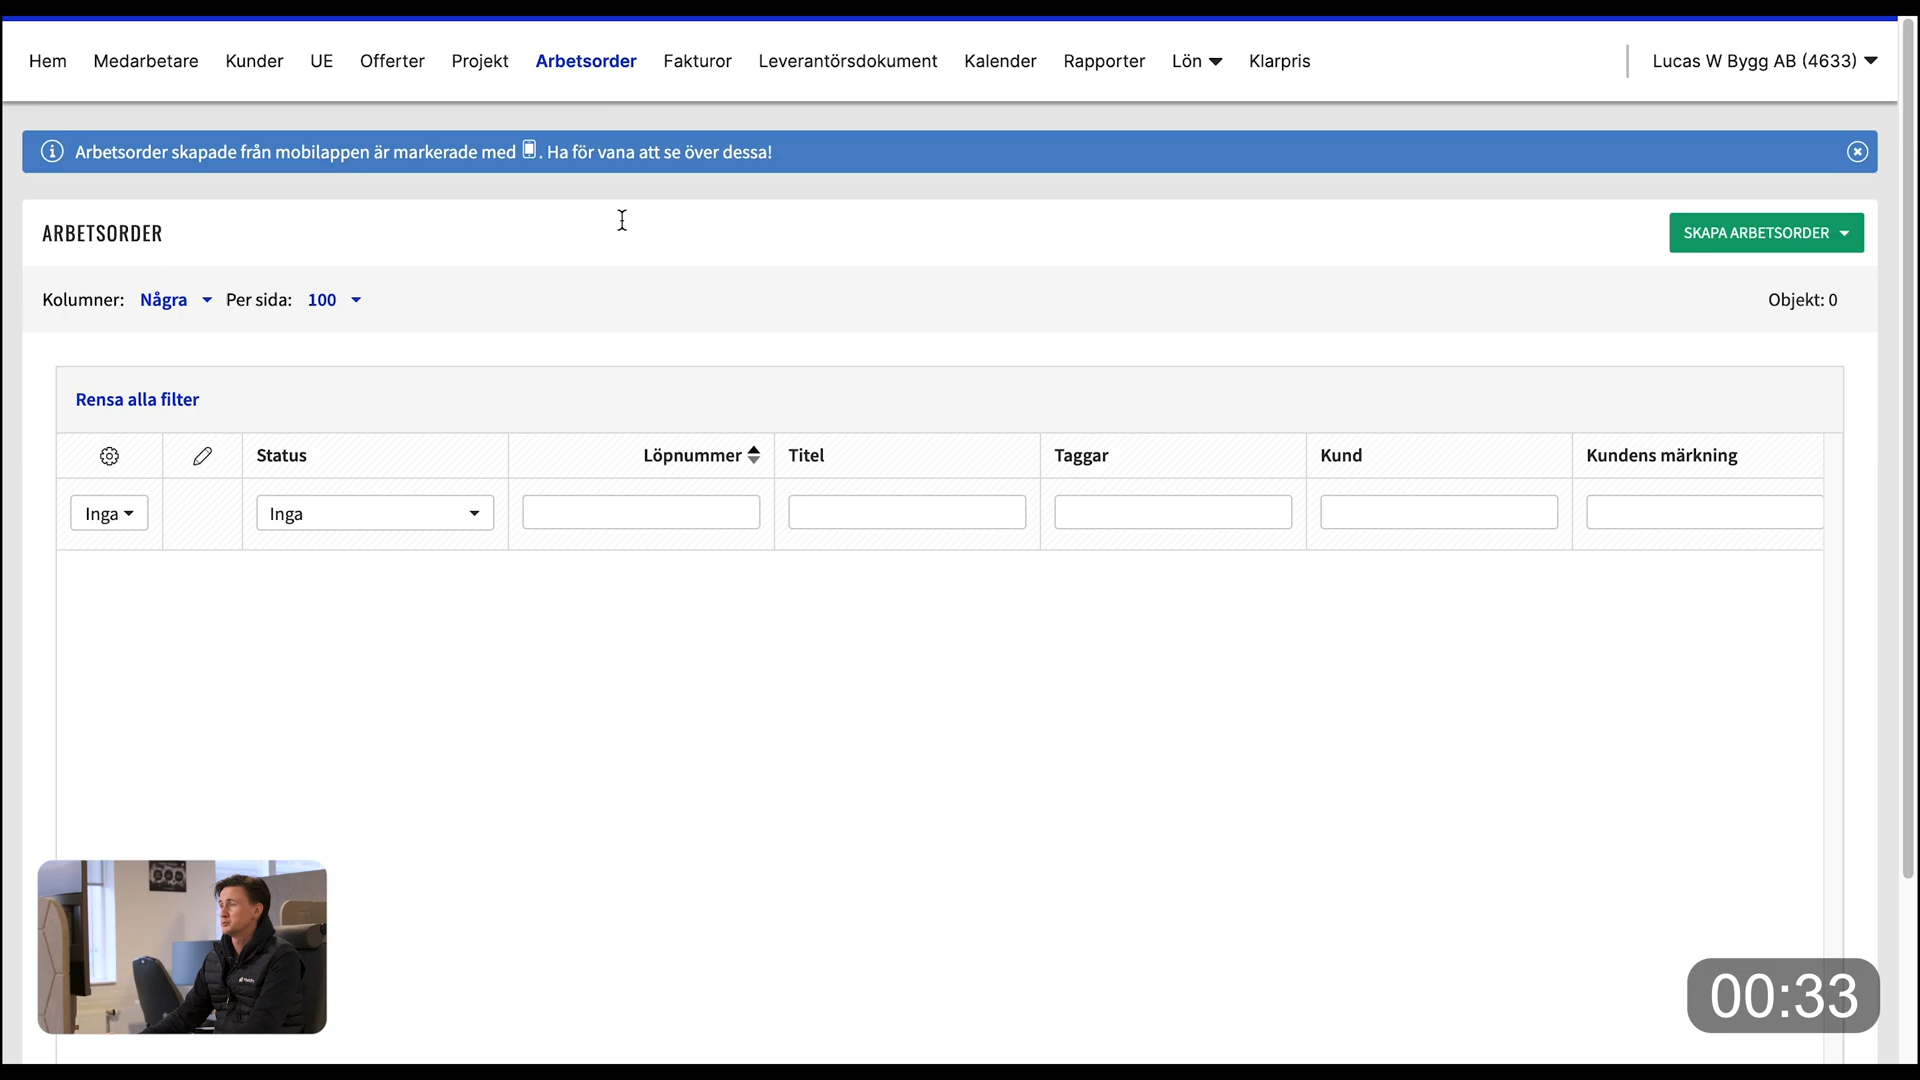 Hem Medarbetare Kunder UE Offerter Projekt Arbetsorder Fakturor Leverantörsdokument Kalender Rapporter Lön Klarpris Lucas W Bygg AB (4633)
Arbetsorder skapade från mobilappen är markerade med . Ha för vana att se över dessa!
ARBETSORDER SKAPA ARBETSORDER
Kolumner: Några Per sida: 100 Objekt: 0
Rensa alla filter
Status Löpnummer Titel Taggar Kund Kundens märkning
Inga Inga
00:33